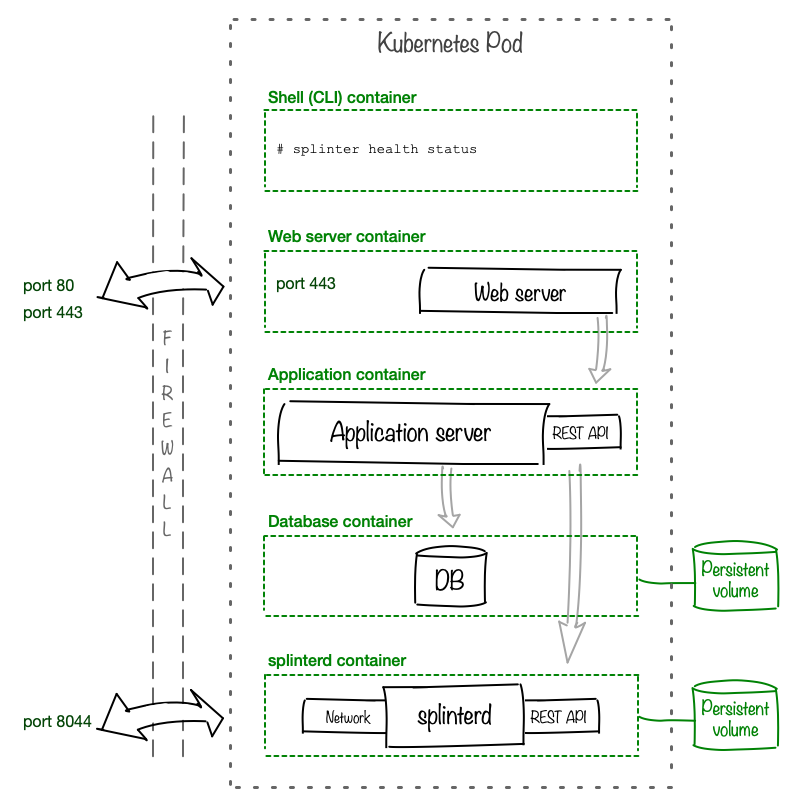 Kubernetes Pod
Shell (CLI) container
# splinter health status
Web server container
port 80
port 443
port 443
Web server
FIREWALL
Application container
Application server
REST API
Database container
DB
Persistent
volume
splinterd container
port 8044
Network
splinterd
REST API
Persistent
volume